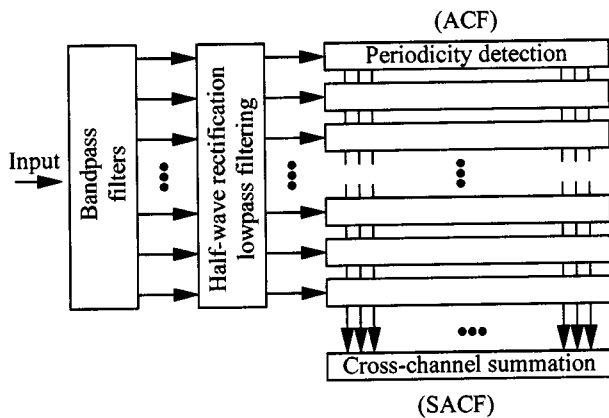 (ACF)
Periodicity detection
Input
Bandpass
filters
Half-wave rectification
lowpass filtering
Cross-channel summation
(SACF)